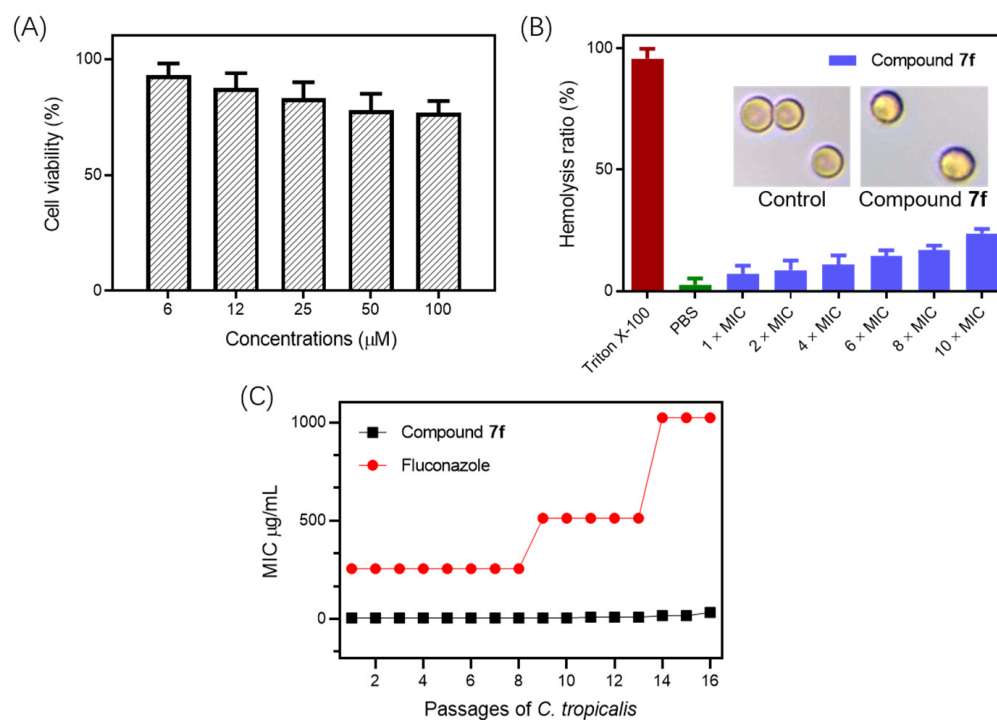 (A)
Cell viability (%)
100
50
0
6 12 25 50 100
Concentrations (μM)
(B)
Hemolysis ratio (%)
100
50
0
Compound 7f
Control
Compound 7f
Triton X-100
PBS
1 × MIC
2 × MIC
4 × MIC
6 × MIC
8 × MIC
10 × MIC
(C)
MIC μg/mL
1000
500
0
Compound 7f
Fluconazole
2 4 6 8 10 12 14 16
Passages of C. tropicalis